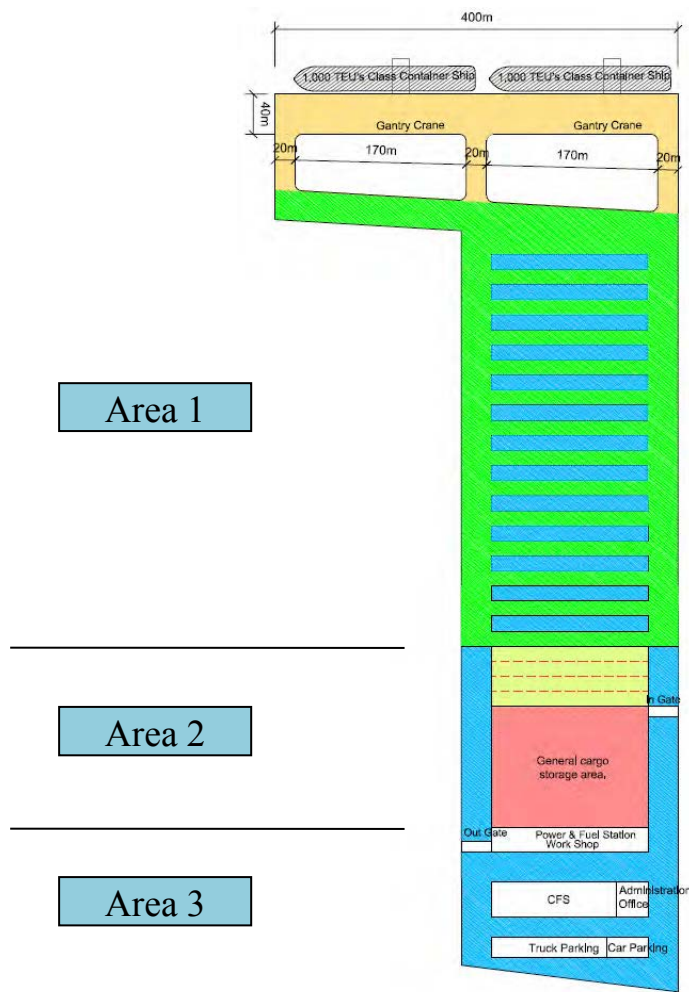 400m
1,000 TEU's Class Container Ship
1,000 TEU's Class Container Ship
40m
Gantry Crane
Gantry Crane
20m
170m
20m
170m
20m
Area 1
In Gate
Area 2
General cargo
storage area.
Out Gate
Power & Fuel Station
Work Shop
Area 3
CFS
Administration
Office
Truck Parking
Car Parking